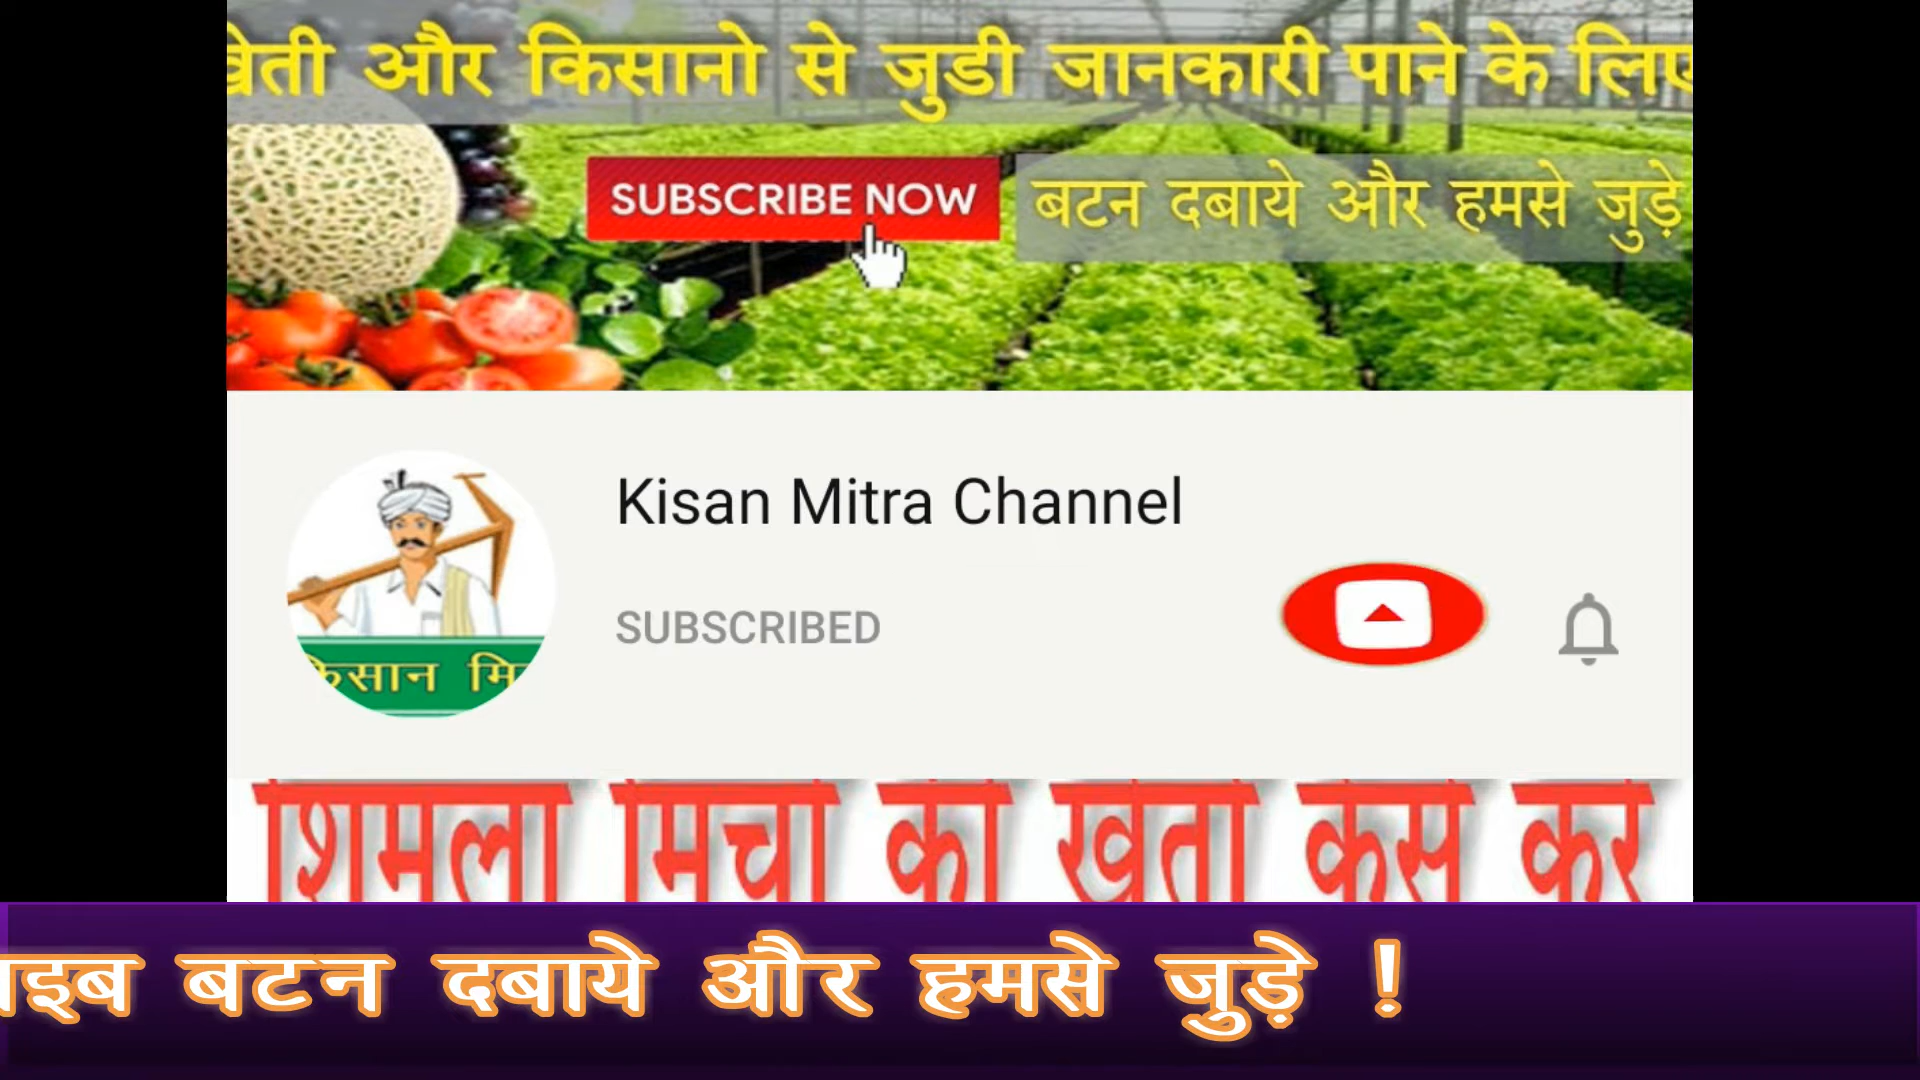 खेती और किसानो से जुडी जानकारी पाने के लिए
SUBSCRIBE NOW
बटन दबाये और हमसे जुड़े
Kisan Mitra Channel
SUBSCRIBED
किसान
शिमला मिर्ची की खेती कैसे करे
बटन दबाये और हमसे जुड़े !